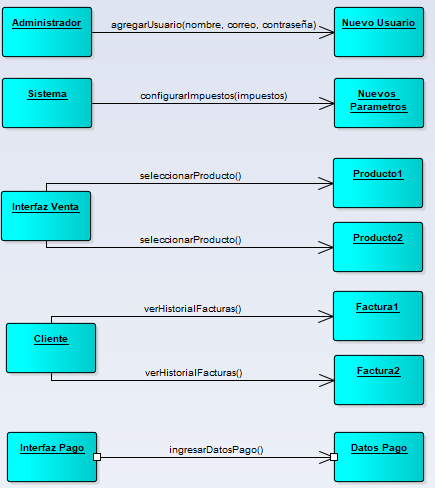 Administrador
agregarUsuario(nombre, correo, contraseña)
Nuevo Usuario
Sistema
configurarImpuestos(impuestos)
Nuevos
Parametros
Interfaz Venta
seleccionarProducto()
Producto1
seleccionarProducto()
Producto2
Cliente
verHistorialFacturas()
Factura1
verHistorialFacturas()
Factura2
Interfaz Pago
ingresarDatosPago()
Datos Pago